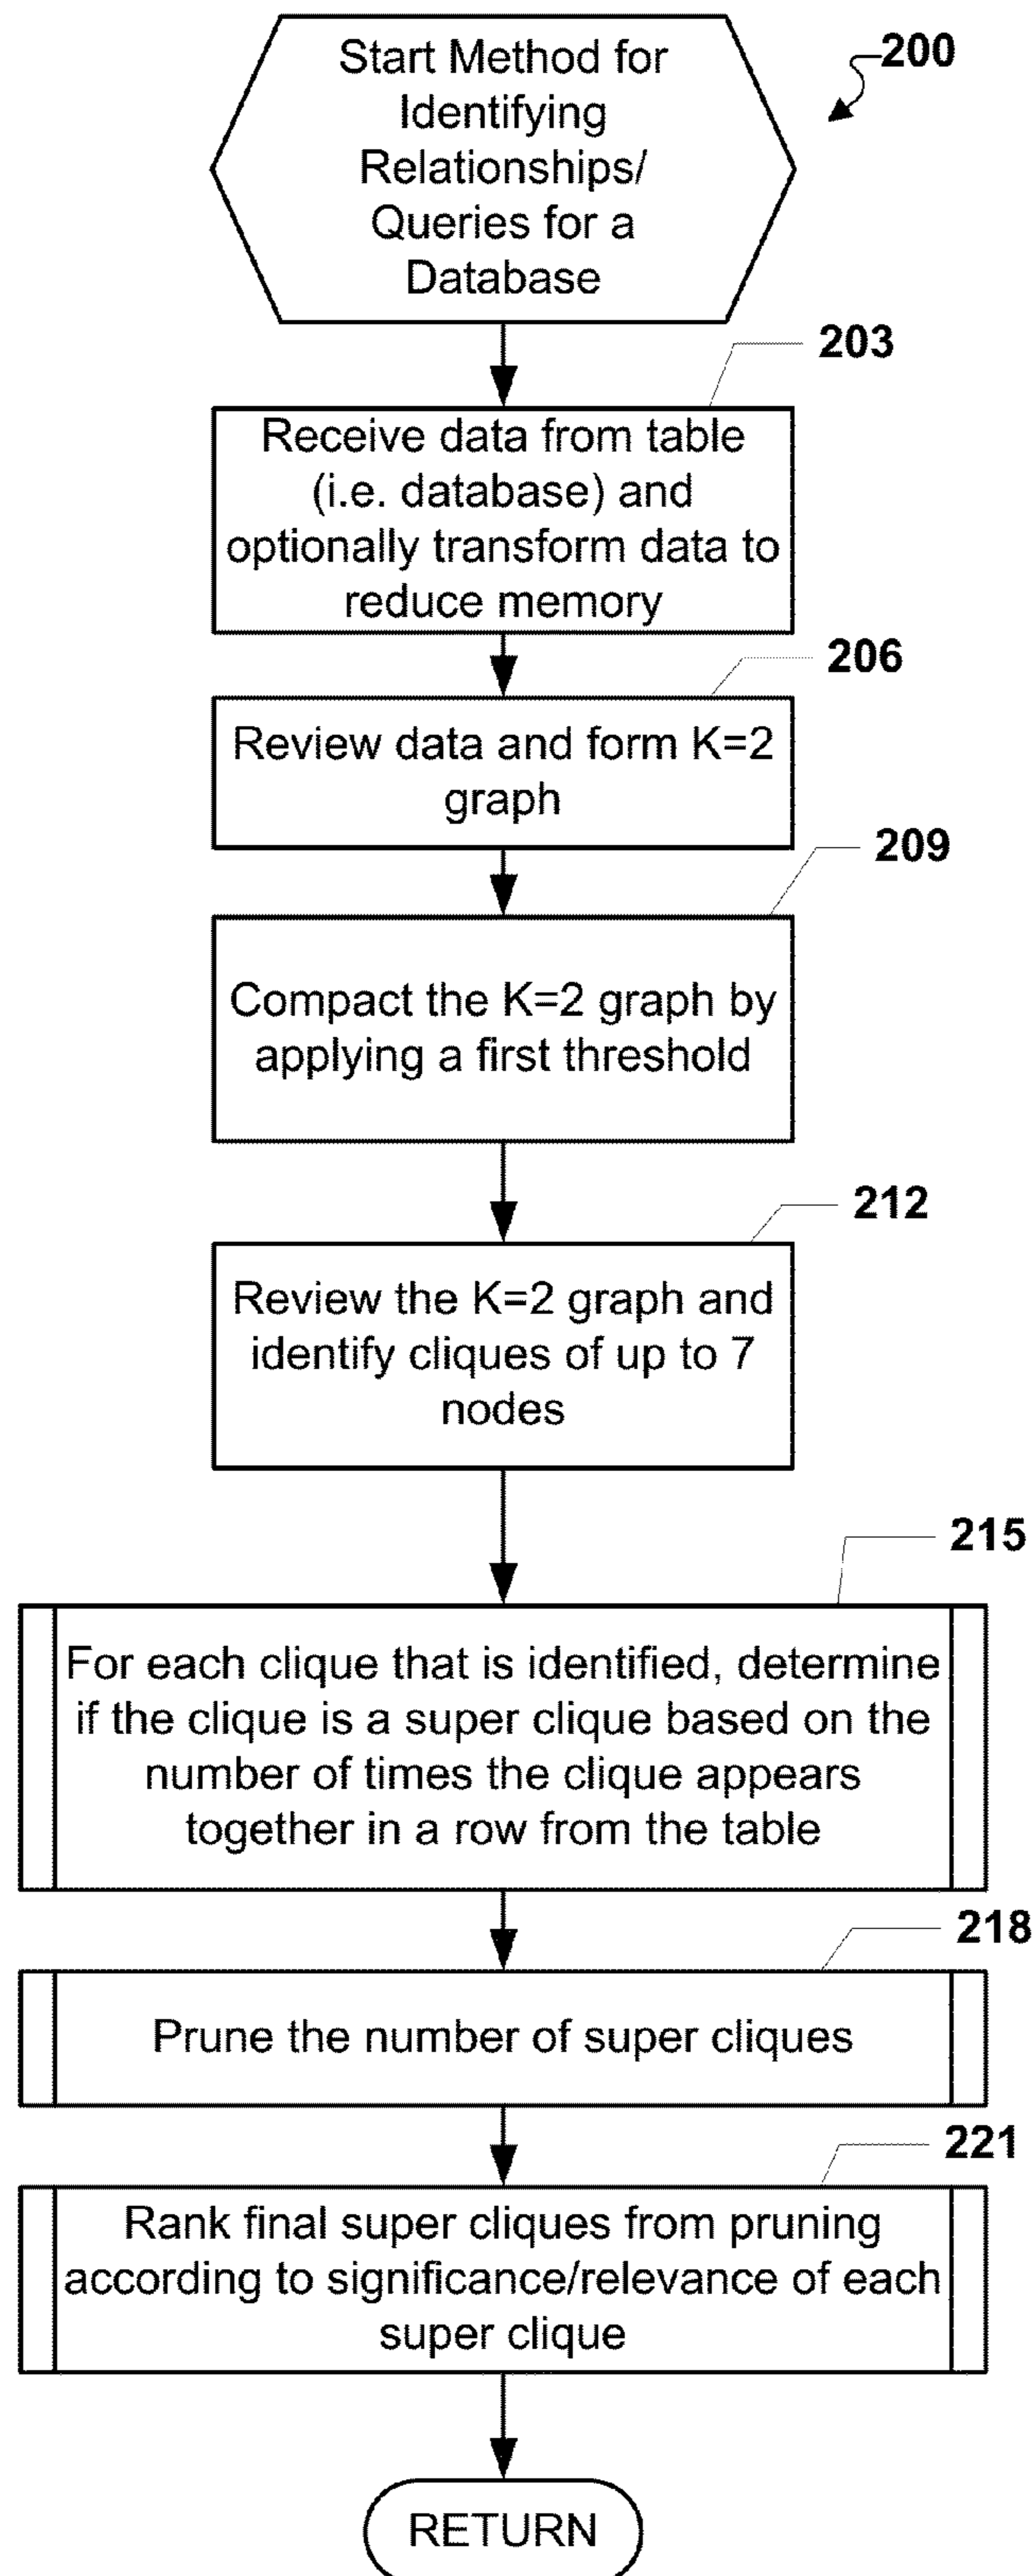 Start Method for
Identifying
Relationships/
Queries for a
Database
200
203
Receive data from table
(i.e. database) and
optionally transform data to
reduce memory
206
Review data and form K=2
graph
209
Compact the K=2 graph by
applying a first threshold
212
Review the K=2 graph and
identify cliques of up to 7
nodes
215
For each clique that is identified, determine
if the clique is a super clique based on the
number of times the clique appears
together in a row from the table
218
Prune the number of super cliques
221
Rank final super cliques from pruning
according to significance/relevance of each
super clique
RETURN